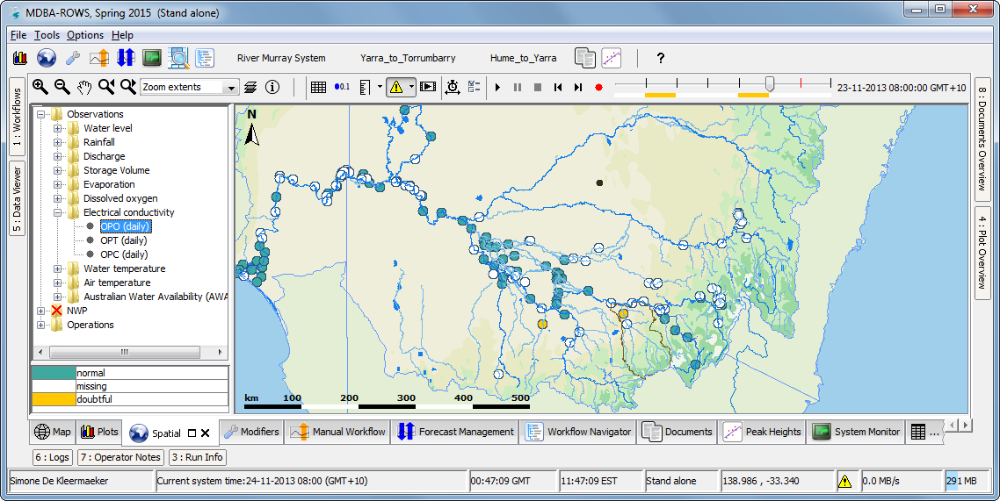 MDBA-ROWS, Spring 2015 (Stand alone)
File Tools Options Help
River Murray System Yarra_to_Torrumbarry Hume_to_Yarra ?
Zoom extents 0.1 23-11-2013 08:00:00 GMT+10
1 : Workflows
5 : Data Viewer
Observations
Water level
Rainfall
Discharge
Storage Volume
Evaporation
Dissolved oxygen
Electrical conductivity
OPO (daily)
OPT (daily)
OPC (daily)
Water temperature
Air temperature
Australian Water Availability (AWA
NWP
Operations
normal
missing
doubtful
N
km 100 200 300 400 500
8 : Documents Overview
4 : Plot Overview
Map Plots Spatial Modifiers Manual Workflow Forecast Management Workflow Navigator Documents Peak Heights System Monitor ...
6 : Logs 7 : Operator Notes 3 : Run Info
Simone De Kleermaeker Current system time:24-11-2013 08:00 (GMT+10) 00:47:09 GMT 11:47:09 EST Stand alone 138.986 , -33.340 0.0 MB/s 291 MB